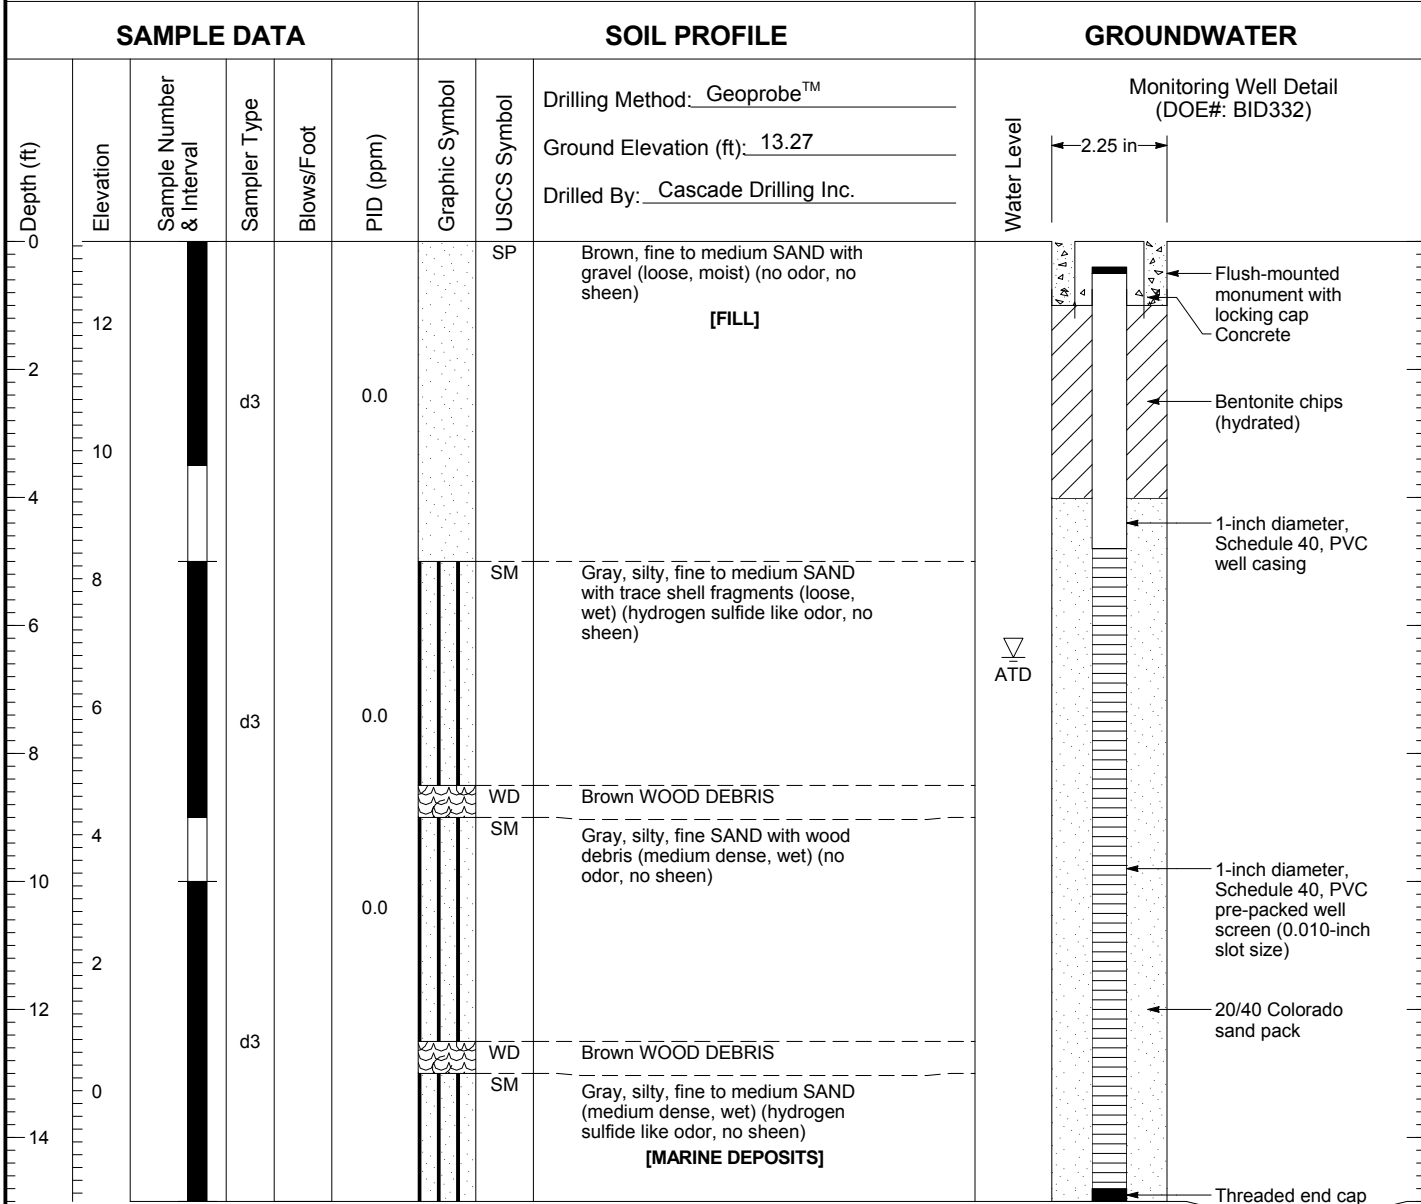 SAMPLE DATA
SOIL PROFILE
GROUNDWATER
Depth (ft)
Elevation
Sample Number
& Interval
Sampler Type
Blows/Foot
PID (ppm)
Graphic Symbol
USCS Symbol
Drilling Method: Geoprobe™
Ground Elevation (ft): 13.27
Drilled By: Cascade Drilling Inc.
Water Level
Monitoring Well Detail
(DOE#: BID332)
2.25 in
0
SP
Brown, fine to medium SAND with
gravel (loose, moist) (no odor, no
sheen)
[FILL]
Flush-mounted
monument with
locking cap
Concrete
12
2
d3
0.0
Bentonite chips
(hydrated)
10
4
1-inch diameter,
Schedule 40, PVC
well casing
8
SM
Gray, silty, fine to medium SAND
with trace shell fragments (loose,
wet) (hydrogen sulfide like odor, no
sheen)
6
ATD
6
d3
0.0
8
WD
Brown WOOD DEBRIS
4
SM
Gray, silty, fine SAND with wood
debris (medium dense, wet) (no
odor, no sheen)
10
0.0
1-inch diameter,
Schedule 40, PVC
pre-packed well
screen (0.010-inch
slot size)
2
12
20/40 Colorado
sand pack
d3
WD
Brown WOOD DEBRIS
0
SM
Gray, silty, fine to medium SAND
(medium dense, wet) (hydrogen
sulfide like odor, no sheen)
[MARINE DEPOSITS]
14
Threaded end cap